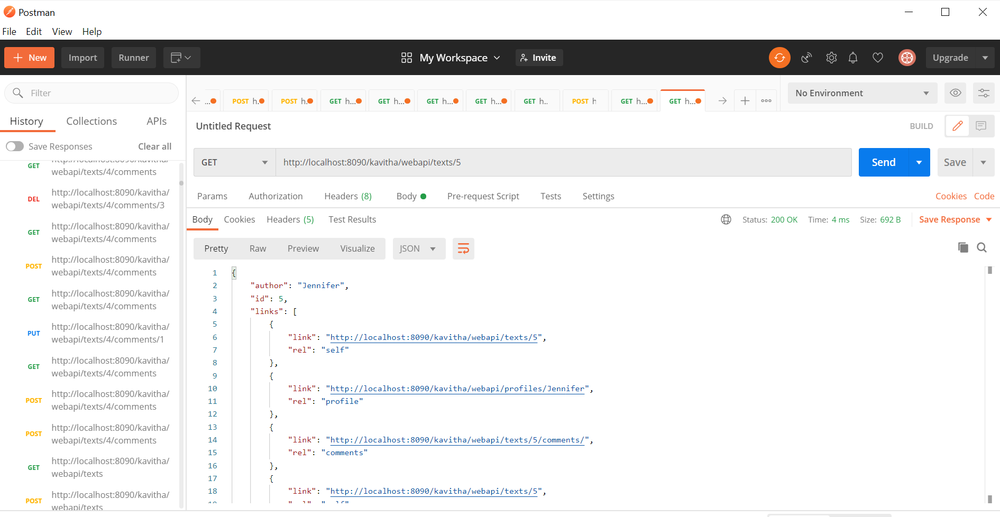 Postman
File Edit View Help
New Import Runner My Workspace Invite Upgrade
Filter
... POST h. POST h. GET h... GET h... GET h... GET h... GET h.. POST h GET h... GET h... No Environment
History Collections APIs
Untitled Request BUILD
Save Responses Clear all
GET http://localhost:8090/kavitha/webapi/texts/5 Send Save
GET http://localhost:8090/kavitha/
webapi/texts/4/comments
DEL http://localhost:8090/kavitha/
webapi/texts/4/comments/3
GET http://localhost:8090/kavitha/
webapi/texts/4/comments
POST http://localhost:8090/kavitha/
webapi/texts/4/comments
GET http://localhost:8090/kavitha/
webapi/texts/4/comments
PUT http://localhost:8090/kavitha/
webapi/texts/4/comments/1
GET http://localhost:8090/kavitha/
webapi/texts/4/comments
POST http://localhost:8090/kavitha/
webapi/texts/4/comments
POST http://localhost:8090/kavitha/
webapi/texts/4/comments
GET http://localhost:8090/kavitha/
webapi/texts
POST http://localhost:8090/kavitha/
webapi/texts
Params Authorization Headers (8) Body Pre-request Script Tests Settings Cookies Code
Body Cookies Headers (5) Test Results Status: 200 OK Time: 4 ms Size: 692 B Save Response
Pretty Raw Preview Visualize JSON
1 {
2 "author": "Jennifer",
3 "id": 5,
4 "links": [
5 {
6 "link": "http://localhost:8090/kavitha/webapi/texts/5",
7 "rel": "self"
8 },
9 {
10 "link": "http://localhost:8090/kavitha/webapi/profiles/Jennifer",
11 "rel": "profile"
12 },
13 {
14 "link": "http://localhost:8090/kavitha/webapi/texts/5/comments/",
15 "rel": "comments"
16 },
17 {
18 "link": "http://localhost:8090/kavitha/webapi/texts/5",